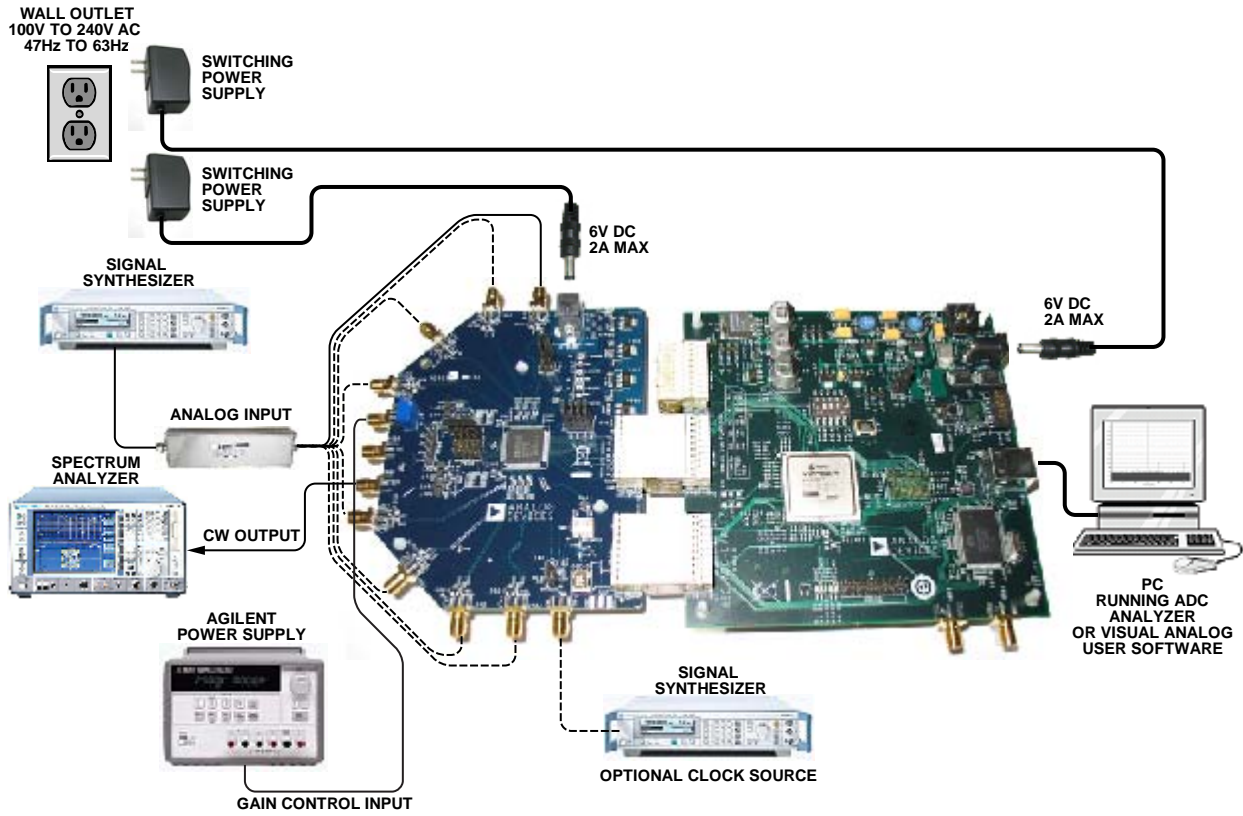 WALL OUTLET
100V TO 240V AC
47Hz TO 63Hz
SWITCHING
POWER
SUPPLY
SWITCHING
POWER
SUPPLY
6V DC
2A MAX
SIGNAL
SYNTHESIZER
6V DC
2A MAX
ANALOG INPUT
SPECTRUM
ANALYZER
CW OUTPUT
ANALOG
DEVICES
AGILENT
POWER SUPPLY
PC
RUNNING ADC
ANALYZER
OR VISUAL ANALOG
USER SOFTWARE
SIGNAL
SYNTHESIZER
OPTIONAL CLOCK SOURCE
GAIN CONTROL INPUT